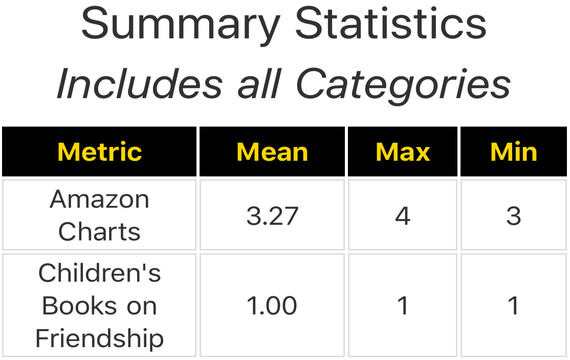 Summary Statistics
Includes all Categories
Metric Mean Max Min
Amazon
Charts 3.27 4 3
Children's
Books on
Friendship 1.00 1 1